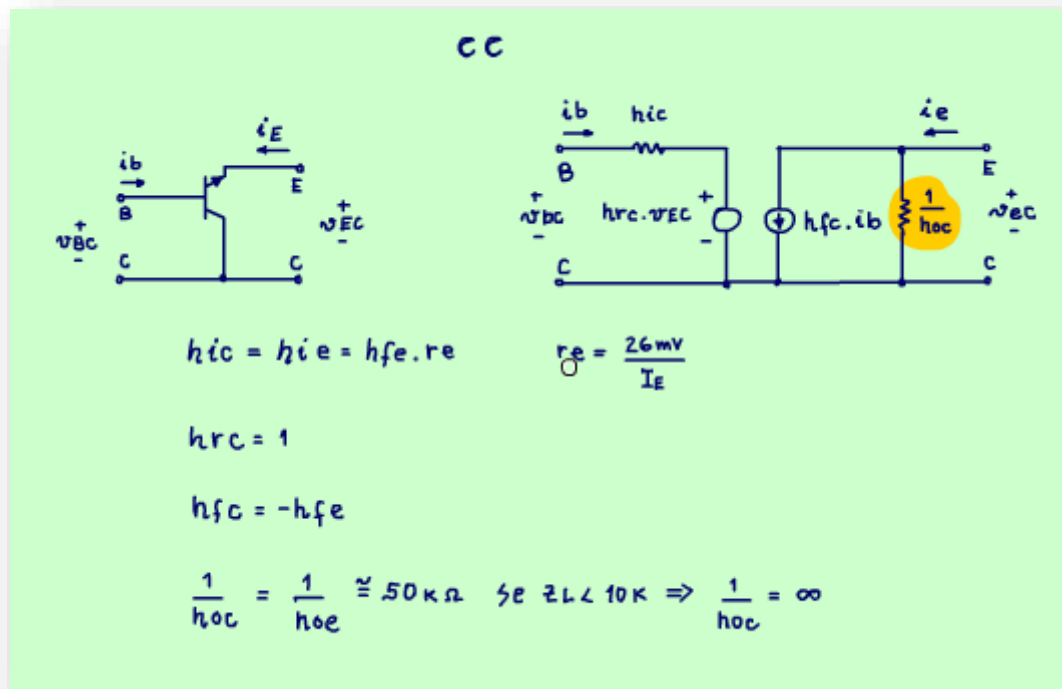 CC
ib
iE
B
E
+
vBC
-
+
vEC
-
C
C
ib
hic
ie
B
E
+
vbc
-
hrc.vEC
+
-
hfc.ib
1/hoc
+
vec
-
C
C
hic = hie = hfe.re
re = 26mV/IE
hrc = 1
hfc = -hfe
1/hoc = 1/hoe ≅ 50KΩ se ZL < 10K ⇒ 1/hoc = ∞